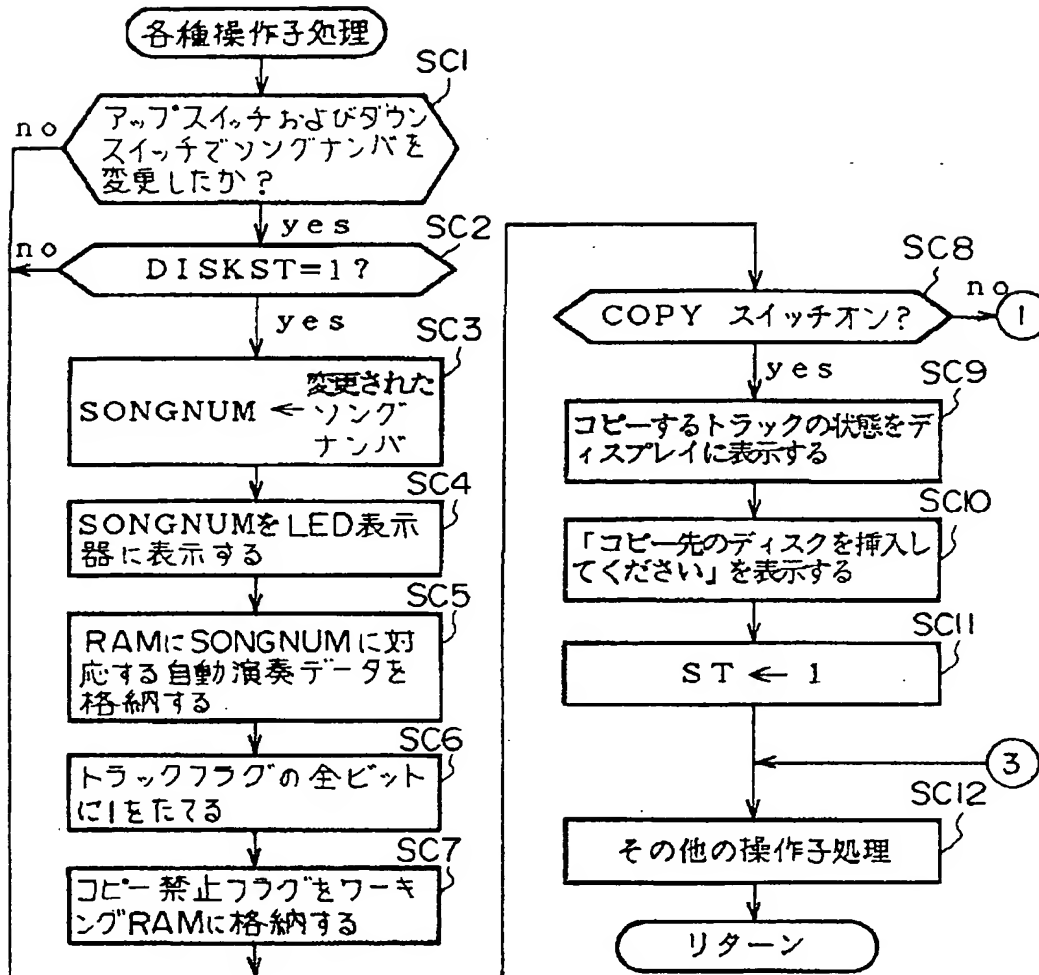 各種操作子処理
SC1
アップスイッチおよびダウン
スイッチでソングナンバを
変更したか?
no
yes
SC2
no
DISKST=1?
yes
SC3
変更された
SONGNUM ← ソング
ナンバ
SC4
SONGNUMをLED表示
器に表示する
SC5
RAMにSONGNUMに対
応する自動演奏データを
格納する
SC6
トラックフラグの全ビット
に1をたてる
SC7
コピー禁止フラグをワーキ
ングRAMに格納する
SC8
COPY スイッチオン?
no
1
yes
SC9
コピーするトラックの状態をデ
ィスプレイに表示する
SC10
「コピー先のディスクを挿入し
てください」を表示する
SC11
ST ← 1
3
SC12
その他の操作子処理
リターン